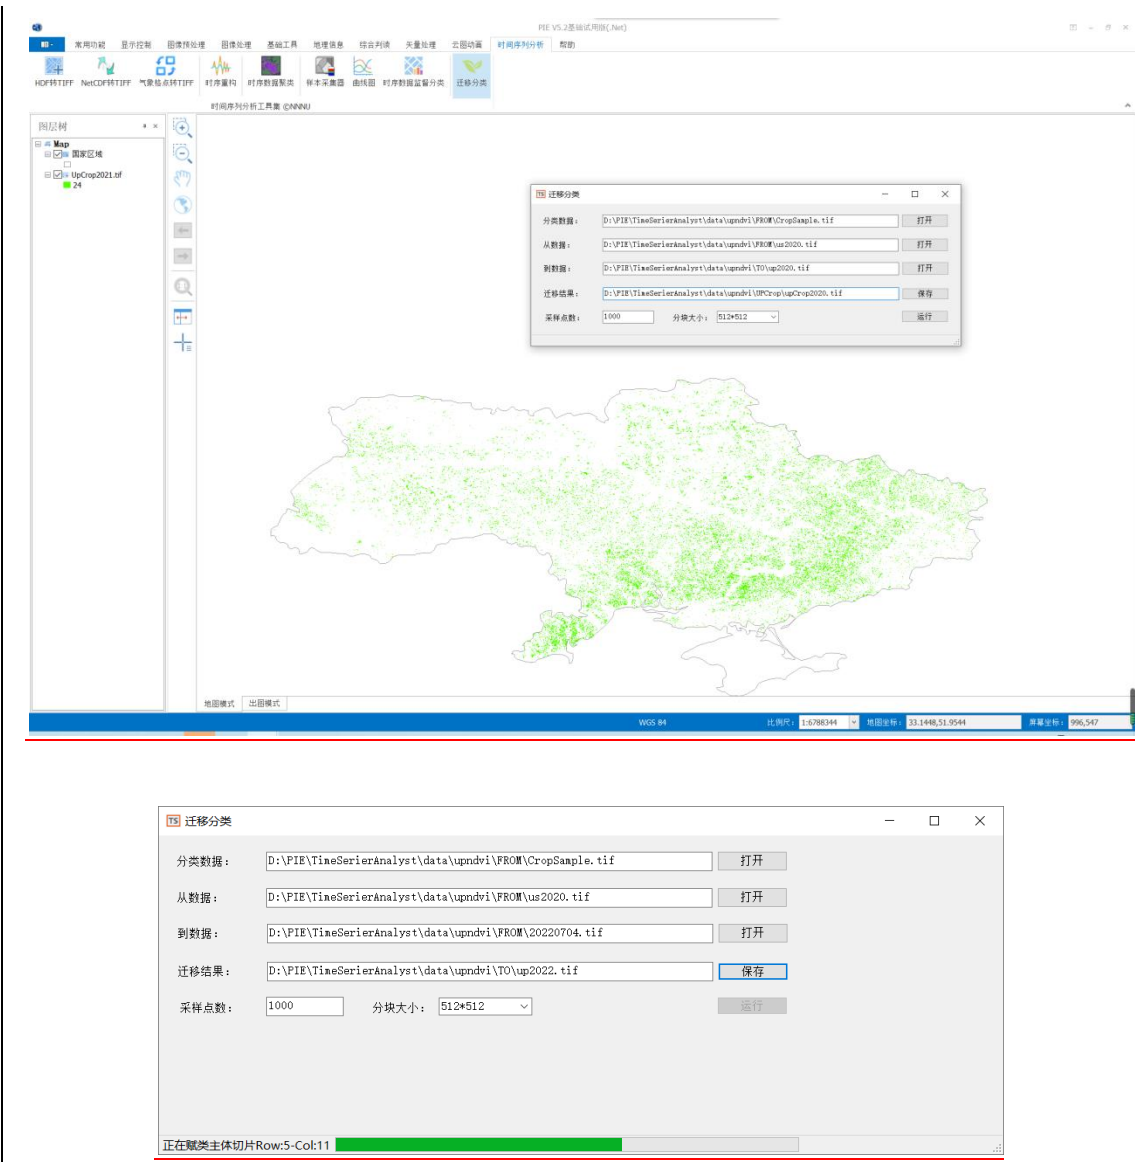 PIE V5.2基础试用版(.Net)
常用功能 显示控制 图像预处理 图像处理 基础工具 地理信息 综合判读 矢量处理 云图动画 时间序列分析 帮助
HDF转TIFF NetCDF转TIFF 气象格点转TIFF 时序重构 时序数据聚类 样本采集器 曲线图 时序数据监督分类 迁移分类
时间序列分析工具集 @NNNU
图层树
Map
国家区域
UpCrop2021.tif
24
TS 迁移分类
分类数据: D:\PIE\TimeSerierAnalyst\data\upndvi\FROM\CropSample.tif 打开
从数据: D:\PIE\TimeSerierAnalyst\data\upndvi\FROM\us2020.tif 打开
到数据: D:\PIE\TimeSerierAnalyst\data\upndvi\TO\up2020.tif 打开
迁移结果: D:\PIE\TimeSerierAnalyst\data\upndvi\UPCrop\upCrop2020.tif 保存
采样点数: 1000 分块大小: 512*512 运行
地图模式 出图模式
WGS 84 比例尺: 1:6788344 地图坐标: 33.1448,51.9544 屏幕坐标: 996,547
TS 迁移分类
分类数据: D:\PIE\TimeSerierAnalyst\data\upndvi\FROM\CropSample.tif 打开
从数据: D:\PIE\TimeSerierAnalyst\data\upndvi\FROM\us2020.tif 打开
到数据: D:\PIE\TimeSerierAnalyst\data\upndvi\FROM\20220704.tif 打开
迁移结果: D:\PIE\TimeSerierAnalyst\data\upndvi\TO\up2022.tif 保存
采样点数: 1000 分块大小: 512*512 运行
正在赋类主体切片Row:5-Col:11